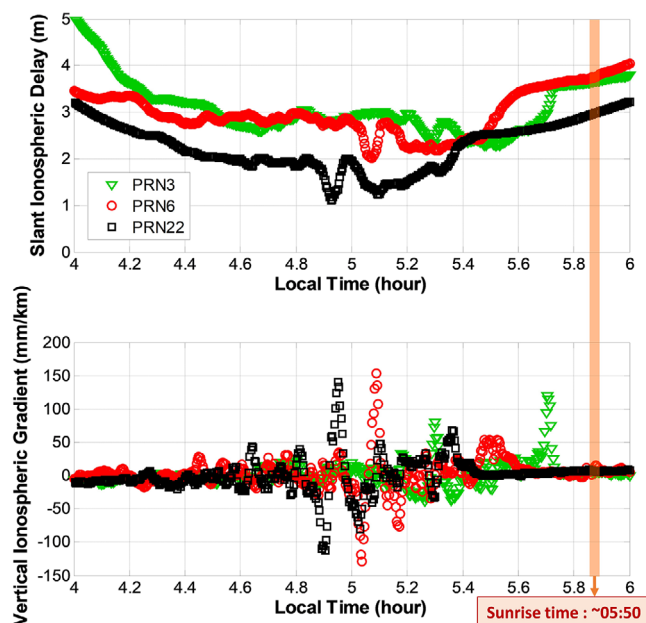 Slant Ionospheric Delay (m)
5
4
3
2
1
0
PRN3
PRN6
PRN22
4 4.2 4.4 4.6 4.8 5 5.2 5.4 5.6 5.8 6
Local Time (hour)
Vertical Ionospheric Gradient (mm/km)
200
150
100
50
0
-50
-100
-150
4 4.2 4.4 4.6 4.8 5 5.2 5.4 5.6 5.8 6
Local Time (hour)
Sunrise time : ~05:50